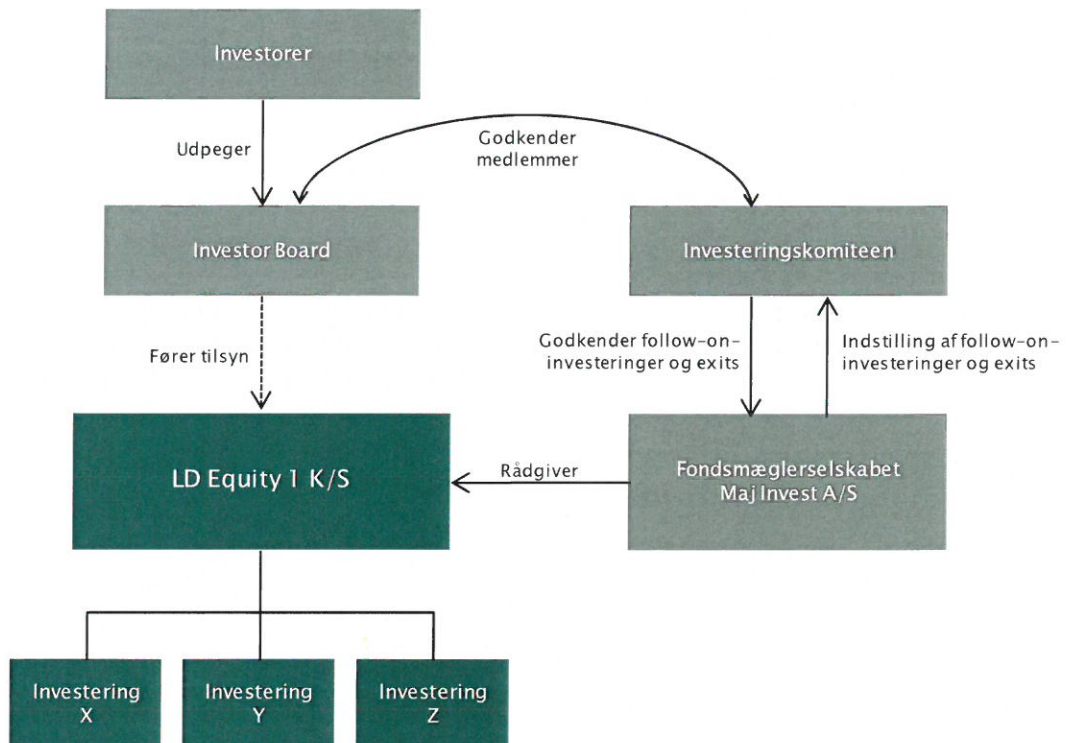 Investorer
Udpeger
Godkender
medlemmer
Investor Board
Investeringskomiteen
Fører tilsyn
Godkender follow-on-
investeringer og exits
Indstilling af follow-on-
investeringer og exits
LD Equity 1 K/S
Rådgiver
Fondsmæglerselskabet
Maj Invest A/S
Investering
X
Investering
Y
Investering
Z